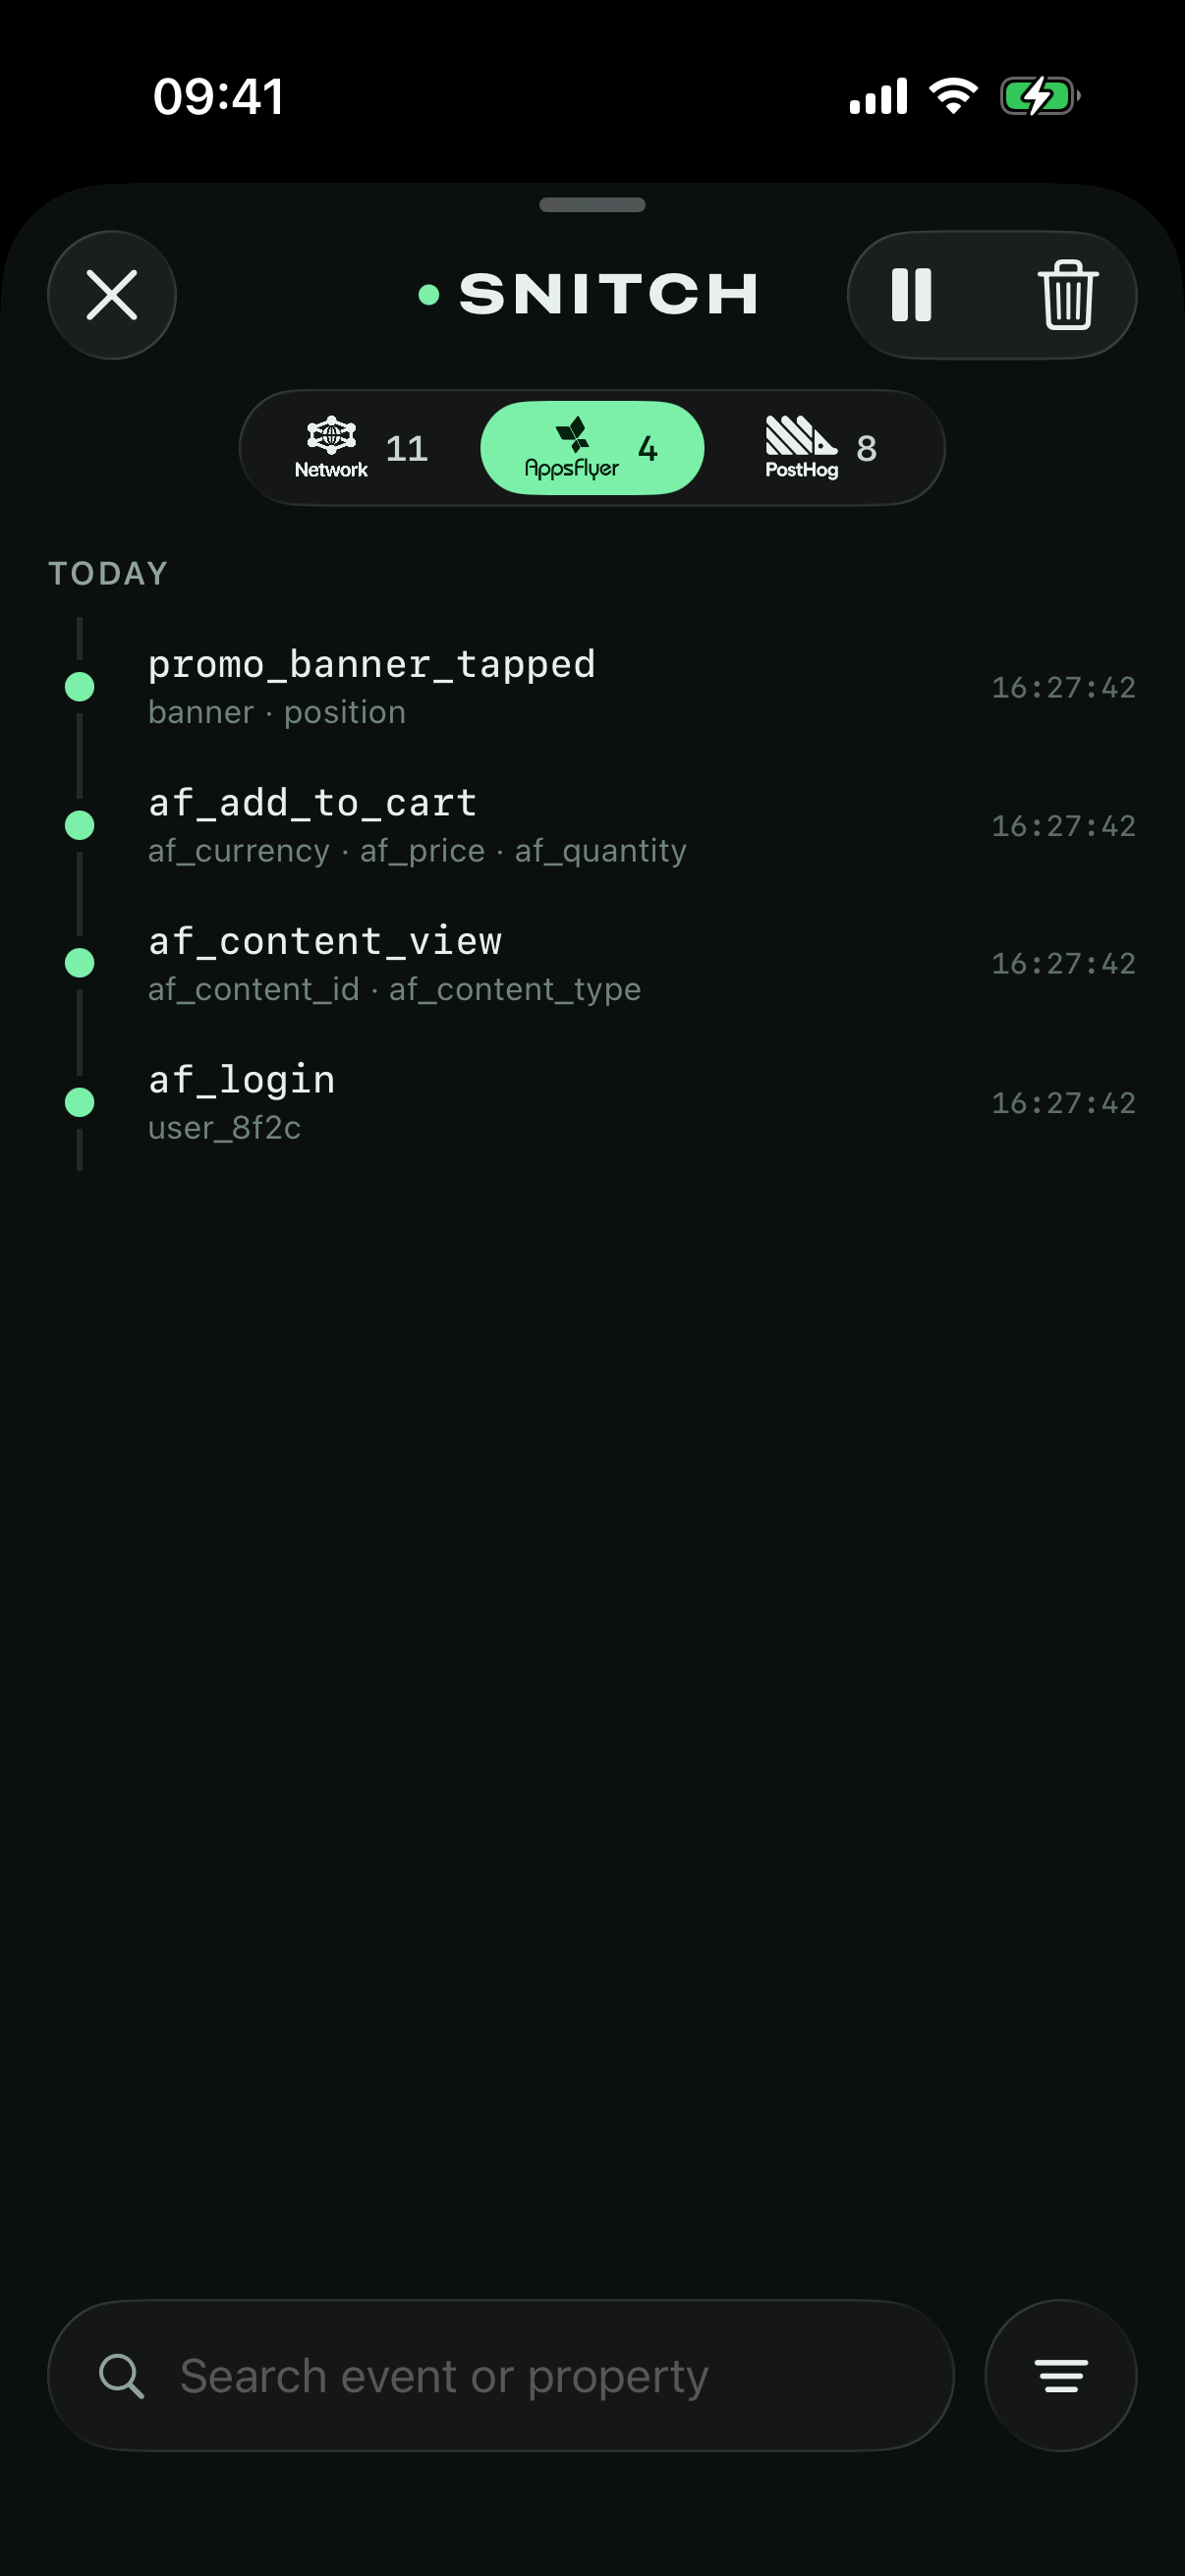 09:41
SNITCH
Network 11
AppsFlyer 4
PostHog 8
TODAY
promo_banner_tapped
banner · position
16:27:42
af_add_to_cart
af_currency · af_price · af_quantity
16:27:42
af_content_view
af_content_id · af_content_type
16:27:42
af_login
user_8f2c
16:27:42
Search event or property